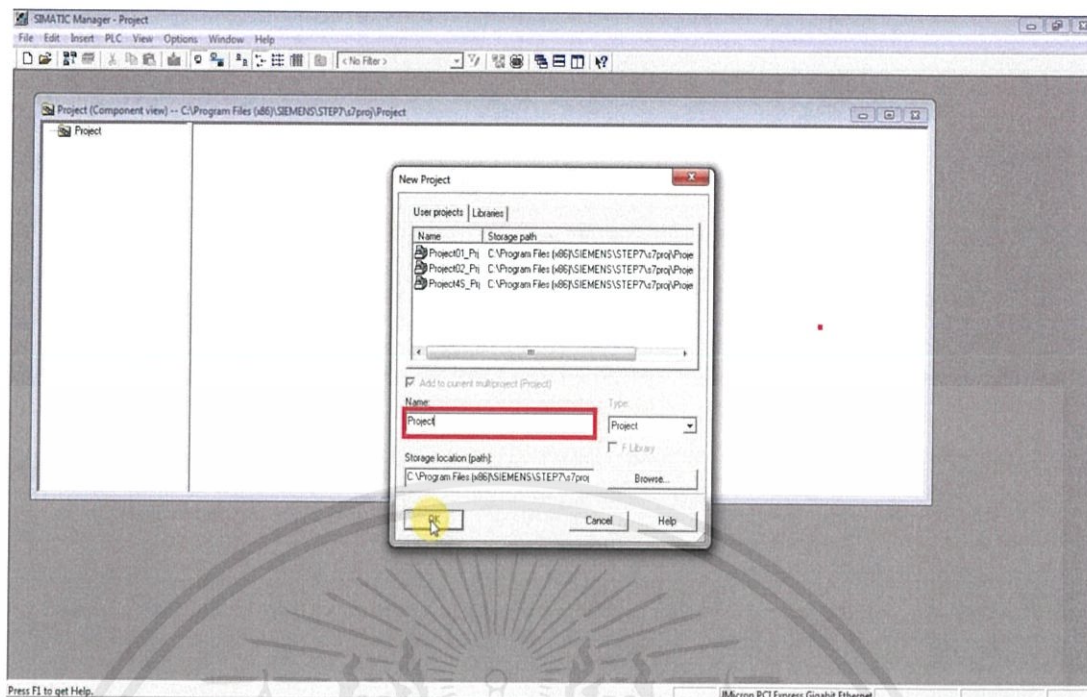 SIMATIC Manager - Project
File Edit Insert PLC View Options Window Help
< No Filter >
Project (Component view) -- C:\Program Files (x86)\SIEMENS\STEP7\s7proj\Project
Project
New Project
User projects Libraries
Name Storage path
Project01_Prj C:\Program Files (x86)\SIEMENS\STEP7\s7proj\Proje
Project02_Prj C:\Program Files (x86)\SIEMENS\STEP7\s7proj\Proje
Project4S_Prj C:\Program Files (x86)\SIEMENS\STEP7\s7proj\Proje
Add to current multiproject (Project)
Name: Type:
Project Project
F Library
Storage location (path):
C:\Program Files (x86)\SIEMENS\STEP7\s7proj Browse...
OK Cancel Help
Press F1 to get Help.
JMicron PCI Express Gigabit Ethernet